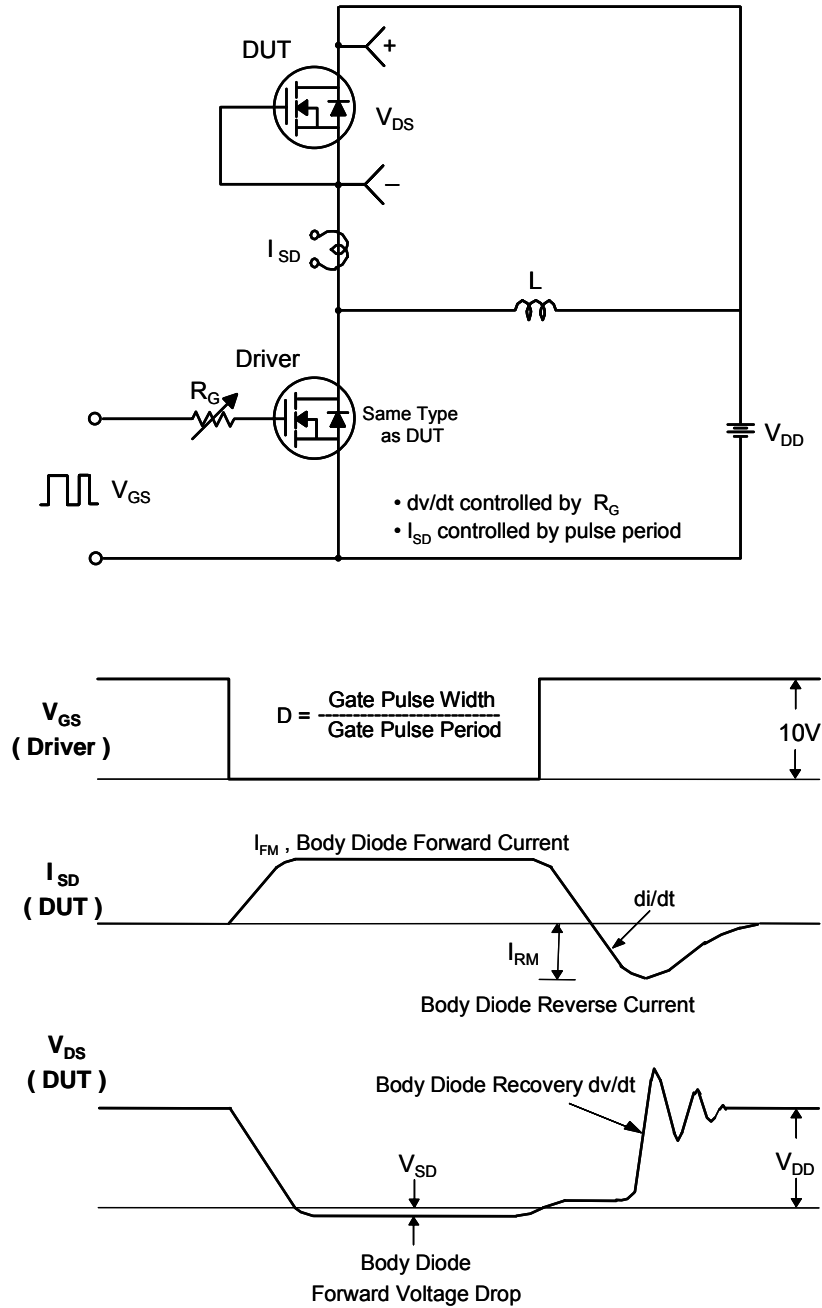 DUT
+
V_DS
–
I_SD
L
Driver
R_G
Same Type
as DUT
V_DD
V_GS
• dv/dt controlled by R_G
• I_SD controlled by pulse period
V_GS
( Driver )
D = Gate Pulse Width
Gate Pulse Period
10V
I_FM , Body Diode Forward Current
I_SD
( DUT )
di/dt
I_RM
Body Diode Reverse Current
V_DS
( DUT )
Body Diode Recovery dv/dt
V_SD
V_DD
Body Diode
Forward Voltage Drop